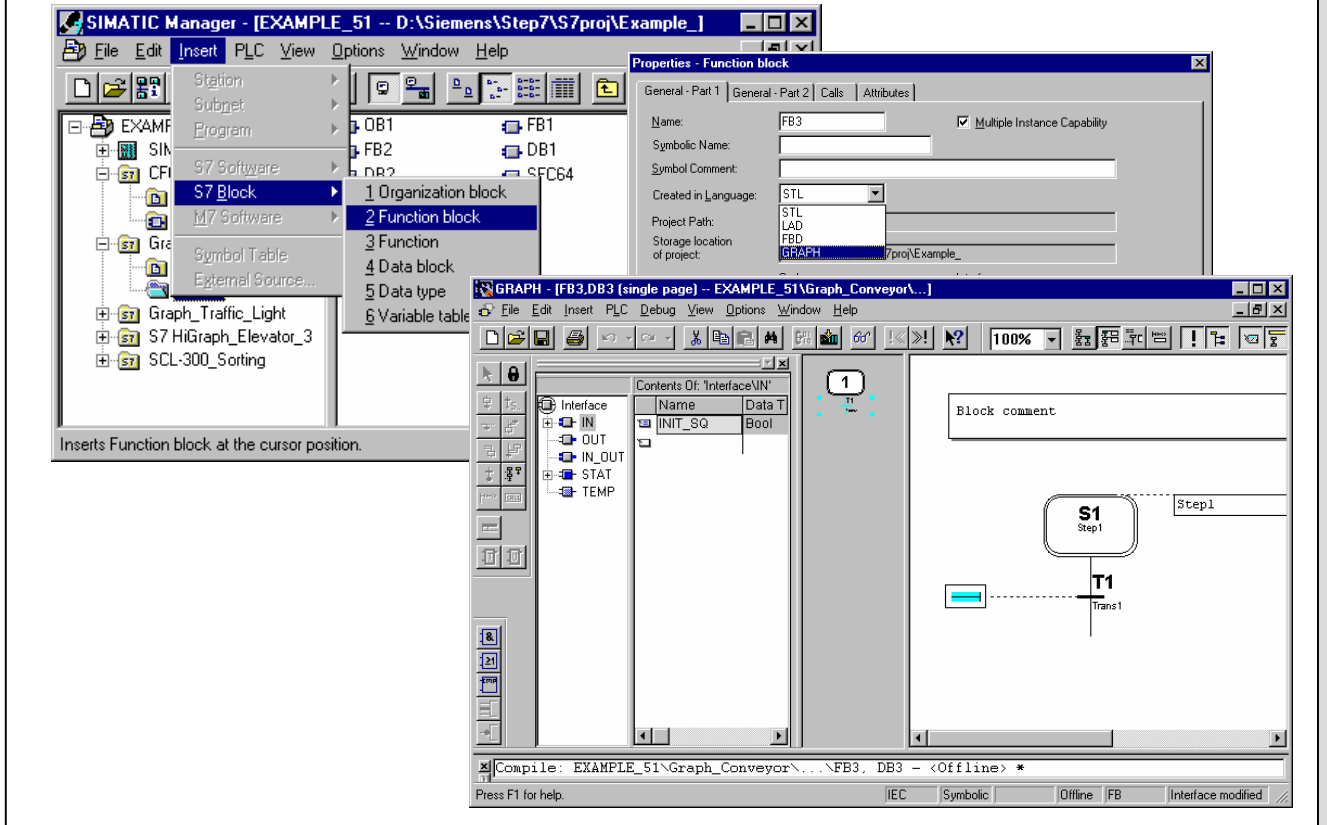 SIMATIC Manager - [EXAMPLE_51 -- D:\Siemens\Step7\S7proj\Example_]
File Edit Insert PLC View Options Window Help
Station
Subnet
Program
S7 Software
S7 Block
M7 Software
Symbol Table
External Source...
1 Organization block
2 Function block
3 Function
4 Data block
5 Data type
6 Variable table
EXAMP
SIM
CFC
Gra
Graph_Traffic_Light
S7 HiGraph_Elevator_3
SCL-300_Sorting
OB1 FB1
FB2 DB1
DB2 SFC64
Inserts Function block at the cursor position.
Properties - Function block
General - Part 1 General - Part 2 Calls Attributes
Name: FB3 Multiple Instance Capability
Symbolic Name:
Symbol Comment:
Created in Language: STL
STL
LAD
FBD
GRAPH
Project Path:
Storage location
of project: 7proj\Example_
GRAPH - [FB3,DB3 (single page) -- EXAMPLE_51\Graph_Conveyor\...]
File Edit Insert PLC Debug View Options Window Help
100%
Interface
IN
OUT
IN_OUT
STAT
TEMP
Contents Of: 'Interface\IN'
Name Data T
INIT_SQ Bool
1
T1
Block comment
S1
Step1
Step1
T1
Trans1
Compile: EXAMPLE_51\Graph_Conveyor\...\FB3, DB3 - <Offline> *
Press F1 for help. IEC Symbolic Offline FB Interface modified